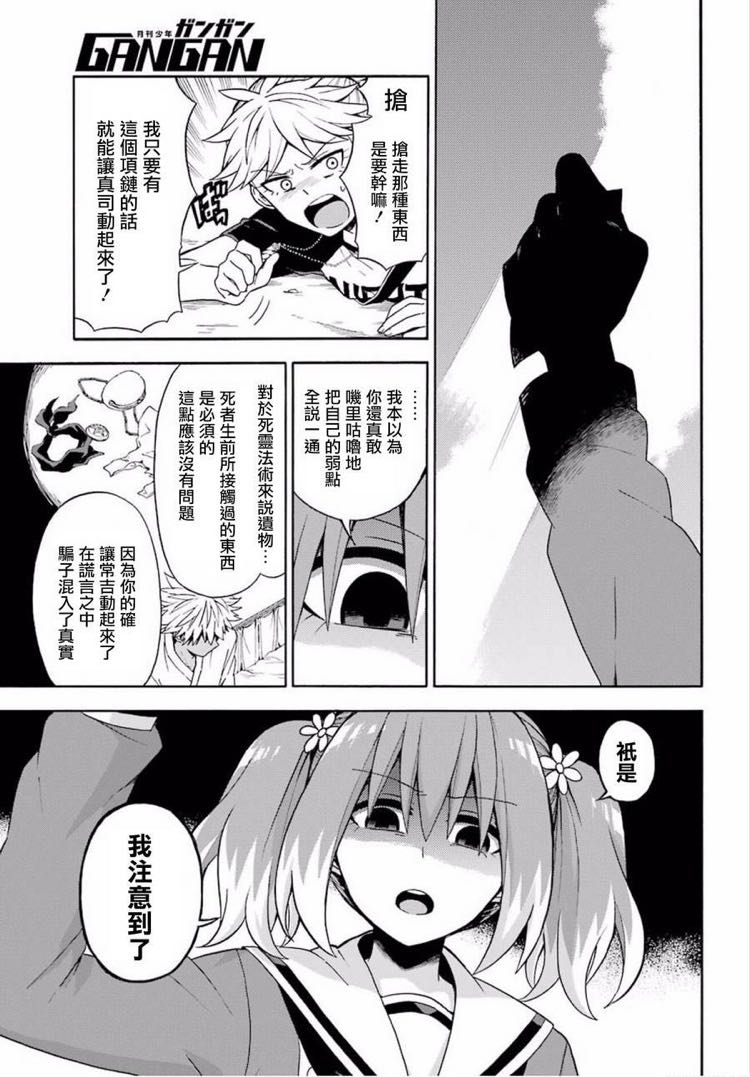 月刊少年
ガンガン
GANGAN
搶
搶走那種東西
是要幹嘛！
我只要有
這個項鏈的話
就能讓真司動起來了！
……
我本以為
你還真敢
嘰里咕嚕地
把自己的弱點
全説一通
對於死靈法術來説遺物…
死者生前所接觸過的東西
是必須的
這點應該沒有問題
因為你的確
讓常吉動起來了
在謊言之中
騙子混入了真實
祇是
我注意到了